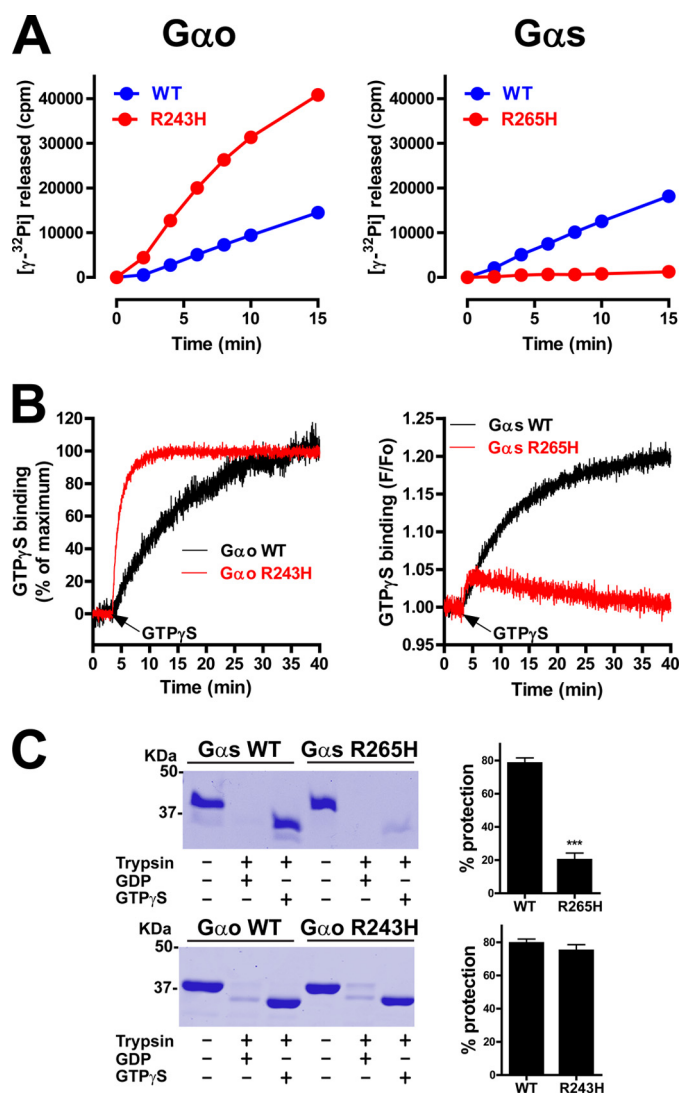 A
Gαo
Gαs
[γ-³²Pi] released (cpm)
40000
30000
20000
10000
0
WT
R243H
0
5
10
15
Time (min)
[γ-³²Pi] released (cpm)
40000
30000
20000
10000
0
WT
R265H
0
5
10
15
Time (min)
B
GTPγS binding
(% of maximum)
120
100
80
60
40
20
0
Gαo WT
Gαo R243H
GTPγS
0
5
10
15
20
25
30
35
40
Time (min)
GTPγS binding (F/Fo)
1.25
1.20
1.15
1.10
1.05
1.00
0.95
Gαs WT
Gαs R265H
GTPγS
0
5
10
15
20
25
30
35
40
Time (min)
C
KDa
Gαs WT
Gαs R265H
50
37
Trypsin − + + − + +
GDP − + − − + −
GTPγS − − + − − +
% protection
80
60
40
20
0
***
WT
R265H
Gαo WT
Gαo R243H
50
37
Trypsin − + + − + +
GDP − + − − + −
GTPγS − − + − − +
% protection
80
60
40
20
0
WT
R243H